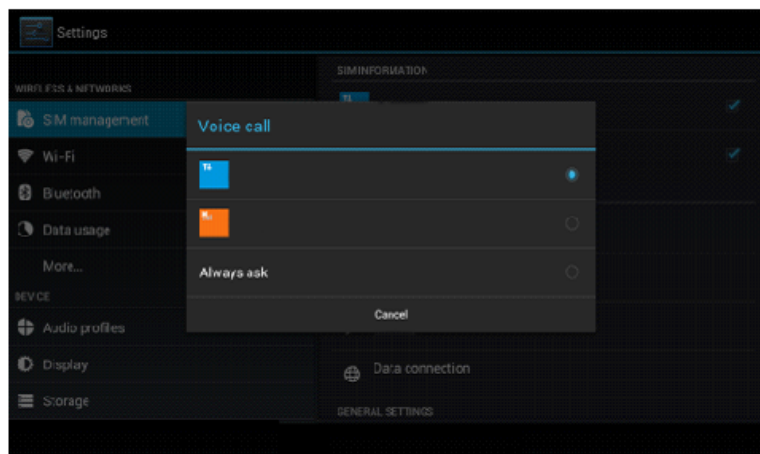 Settings
WIRELESS & NETWORKS
SIM management
Wi-Fi
Bluetooth
Data usage
More...
DEVICE
Audio profiles
Display
Storage
SIM INFORMATION
Voice call
Always ask
Cancel
Data connection
GENERAL SETTINGS